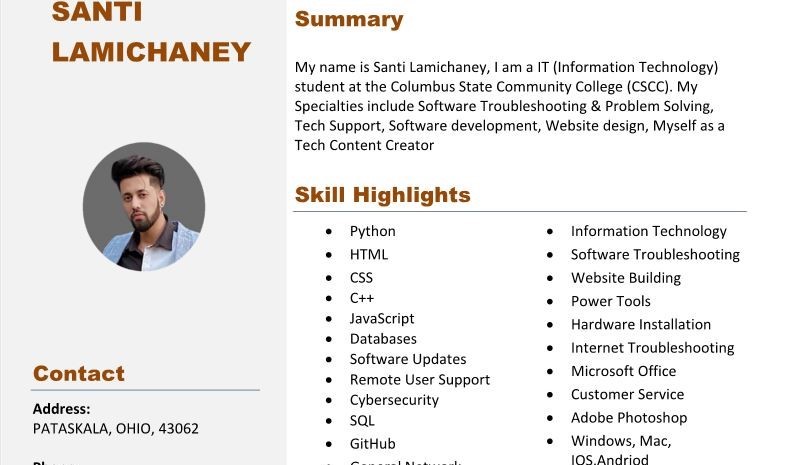 SANTI
LAMICHANEY
Contact
Address:
PATASKALA, OHIO, 43062
Phone:
Summary
My name is Santi Lamichaney, I am a IT (Information Technology)
student at the Columbus State Community College (CSCC). My
Specialties include Software Troubleshooting & Problem Solving,
Tech Support, Software development, Website design, Myself as a
Tech Content Creator
Skill Highlights
• Python
• HTML
• CSS
• C++
• JavaScript
• Databases
• Software Updates
• Remote User Support
• Cybersecurity
• SQL
• GitHub
• General Network
• Information Technology
• Software Troubleshooting
• Website Building
• Power Tools
• Hardware Installation
• Internet Troubleshooting
• Microsoft Office
• Customer Service
• Adobe Photoshop
• Windows, Mac,
IOS,Andriod